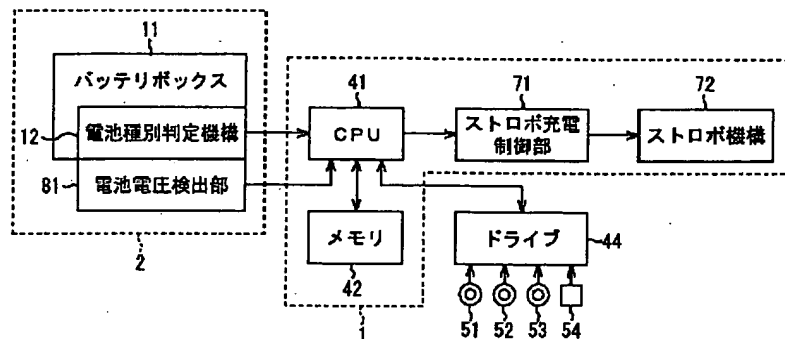 11
バッテリボックス
12
電池種別判定機構
81
電池電圧検出部
2
41
CPU
メモリ
42
71
ストロボ充電
制御部
72
ストロボ機構
ドライブ
44
51
52
53
54
1